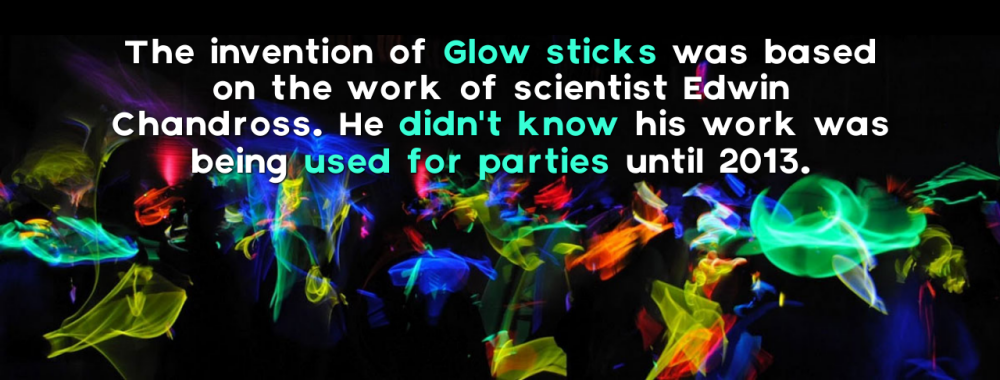 The invention of Glow sticks was based
on the work of scientist Edwin
Chandross. He didn't know his work was
being used for parties until 2013.